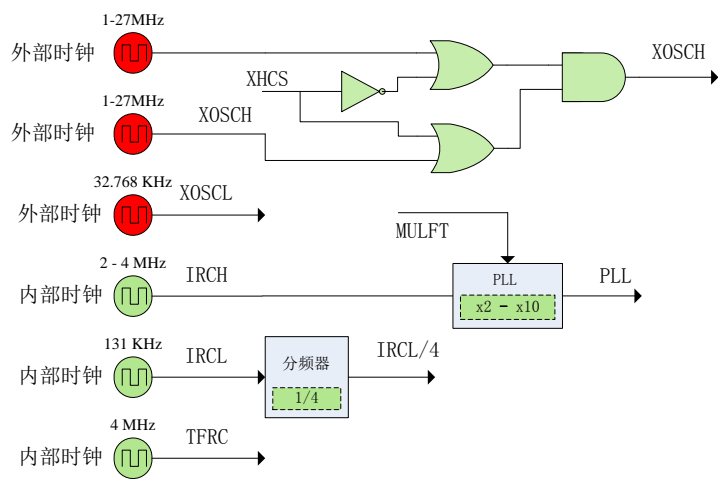 1-27MHz
外部时钟
XHCS
XOSCH
1-27MHz
外部时钟
XOSCH
32.768 KHz
外部时钟
XOSCL
MULFT
2 - 4 MHz
内部时钟
IRCH
PLL
x2 - x10
PLL
131 KHz
内部时钟
IRCL
分频器
1/4
IRCL/4
4 MHz
内部时钟
TFRC